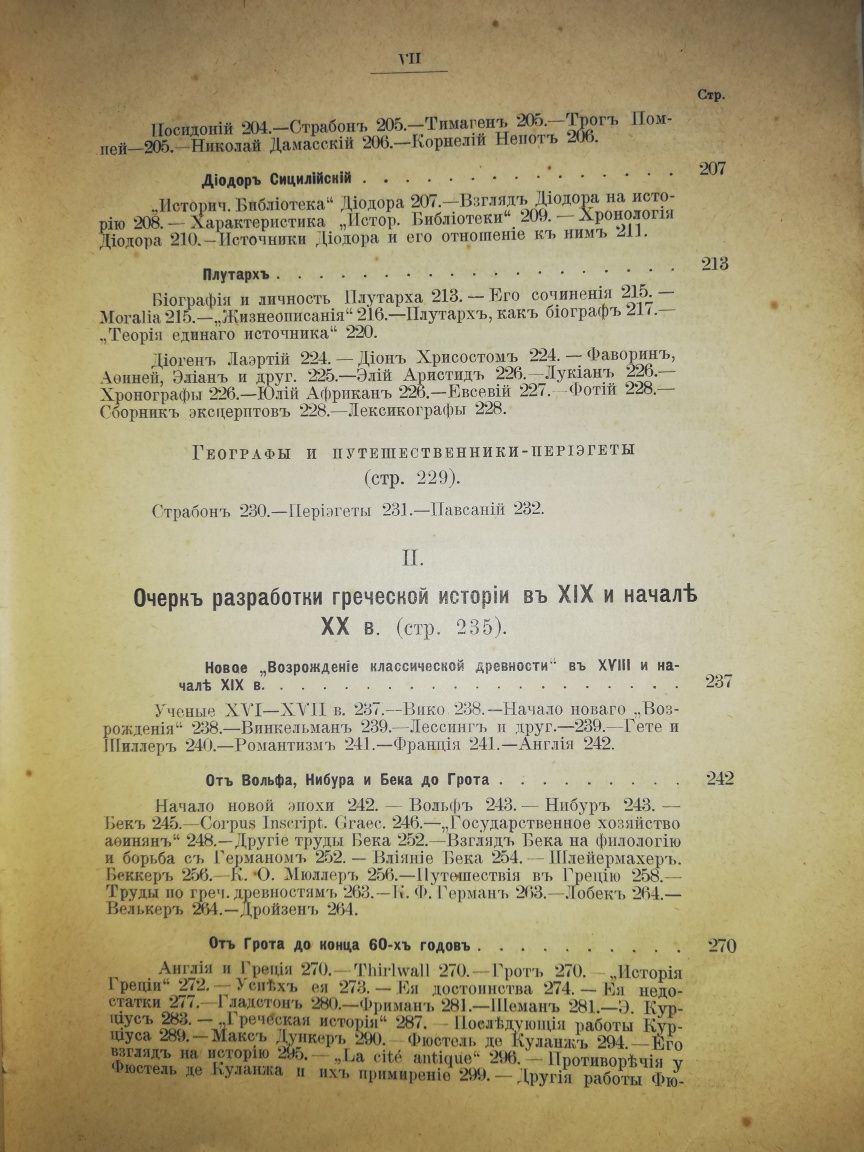 VII
Стр.
Посидоній 204.—Страбонъ 205.—Тимагенъ 205.—Трогъ Пом-
пей—205.—Николай Дамасскій 206.—Корнелій Непотъ 206.
Діодоръ Сицилійскій . . . . . . . . . . . . . . . 207
„Историч. Библіотека“ Діодора 207.—Взглядъ Діодора на исто-
рію 208. — Характеристика „Истор. Библіотеки“ 209. — Хронологія
Діодора 210.—Источники Діодора и его отношеніе къ нимъ 211.
Плутархъ . . . . . . . . . . . . . . . . . . 213
Біографія и личность Плутарха 213. — Его сочиненія 215. —
Moralia 215.—„Жизнеописанія“ 216.—Плутархъ, какъ біографъ 217.—
„Теорія единаго источника“ 220.
Діогенъ Лаэртій 224. — Діонъ Хрисостомъ 224. — Фаворинъ,
Аѳиней, Эліанъ и друг. 225.—Элій Аристидъ 226.—Лукіанъ 226.—
Хронографы 226.—Юлій Африканъ 226.—Евсевій 227.—Фотій 228.—
Сборникъ эксцерптовъ 228.—Лексикографы 228.
Географы и путешественники-періэгеты
(стр. 229).
Страбонъ 230.—Періэгеты 231.—Павсаній 232.
II.
Очеркъ разработки греческой исторіи въ XIX и началѣ
XX в. (стр. 235).
Новое „Возрожденіе классической древности“ въ XVIII и на-
чалѣ XIX в. . . . . . . . . . . . . . . . . . . 237
Ученые XVI—XVII в. 237.—Вико 238.—Начало новаго „Воз-
рожденія“ 238.—Винкельманъ 239.—Лессингъ и друг.—239.—Гете и
Шиллеръ 240.—Романтизмъ 241.—Франція 241.—Англія 242.
Отъ Вольфа, Нибура и Бека до Грота . . . . . . . . . 242
Начало новой эпохи 242. — Вольфъ 243. — Нибуръ 243. —
Бекъ 245.—Corpus Inscript. Graec. 246.—„Государственное хозяйство
аѳинянъ“ 248.—Другіе труды Бека 252.—Взглядъ Бека на филологію
и борьба съ Германомъ 252. — Вліяніе Бека 254. — Шлейермахеръ.
Беккеръ 256.—К. О. Мюллеръ 256.—Путешествія въ Грецію 258.—
Труды по греч. древностямъ 263.—К. Ф. Германъ 263.—Лобекъ 264.—
Велькеръ 264.—Дройзенъ 264.
Отъ Грота до конца 60-хъ годовъ . . . . . . . . . . 270
Англія и Греція 270.—Thirlwall 270.—Гротъ 270. — „Исторія
Греціи“ 272. — Успѣхъ ея 273. — Ея достоинства 274. — Ея недо-
статки 277.—Гладстонъ 280.—Фриманъ 281.—Шеманъ 281.—Э. Кур-
ціусъ 283. — „Греческая исторія“ 287. — Послѣдующія работы Кур-
ціуса 289.—Максъ Дункеръ 290.—Фюстель де Куланжъ 294.—Его
взглядъ на исторію 295. — „La cité antique“ 296. — Противорѣчія у
Фюстель де Куланжа и ихъ примиреніе 299. — Другія работы Фю-